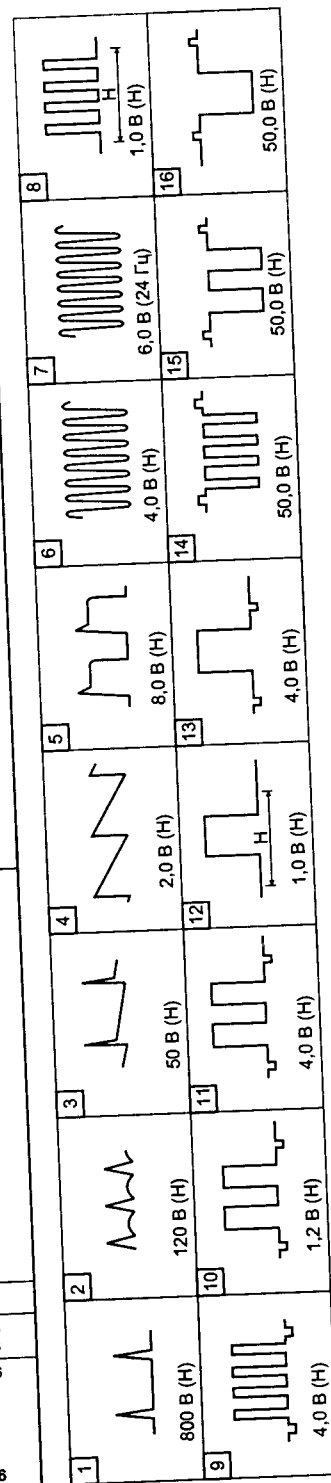 1
800 В (Н)
2
120 В (Н)
3
50 В (Н)
4
2,0 В (Н)
5
8,0 В (Н)
6
4,0 В (Н)
7
6,0 В (24 Гц)
8
Н
1,0 В (Н)
9
4,0 В (Н)
10
1,2 В (Н)
11
4,0 В (Н)
12
Н
1,0 В (Н)
13
4,0 В (Н)
14
50,0 В (Н)
15
50,0 В (Н)
16
50,0 В (Н)